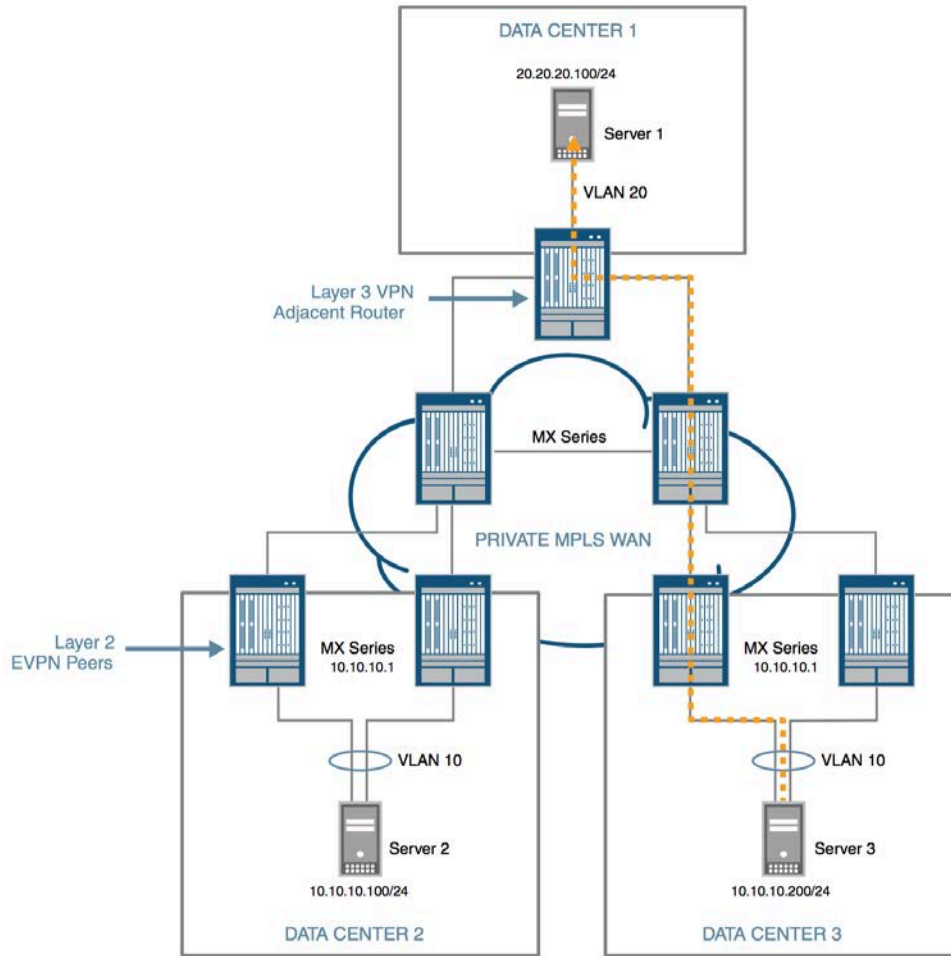 DATA CENTER 1
20.20.20.100/24
Server 1
VLAN 20
Layer 3 VPN
Adjacent Router
MX Series
PRIVATE MPLS WAN
Layer 2
EVPN Peers
MX Series
10.10.10.1
MX Series
10.10.10.1
VLAN 10
VLAN 10
Server 2
Server 3
10.10.10.100/24
10.10.10.200/24
DATA CENTER 2
DATA CENTER 3